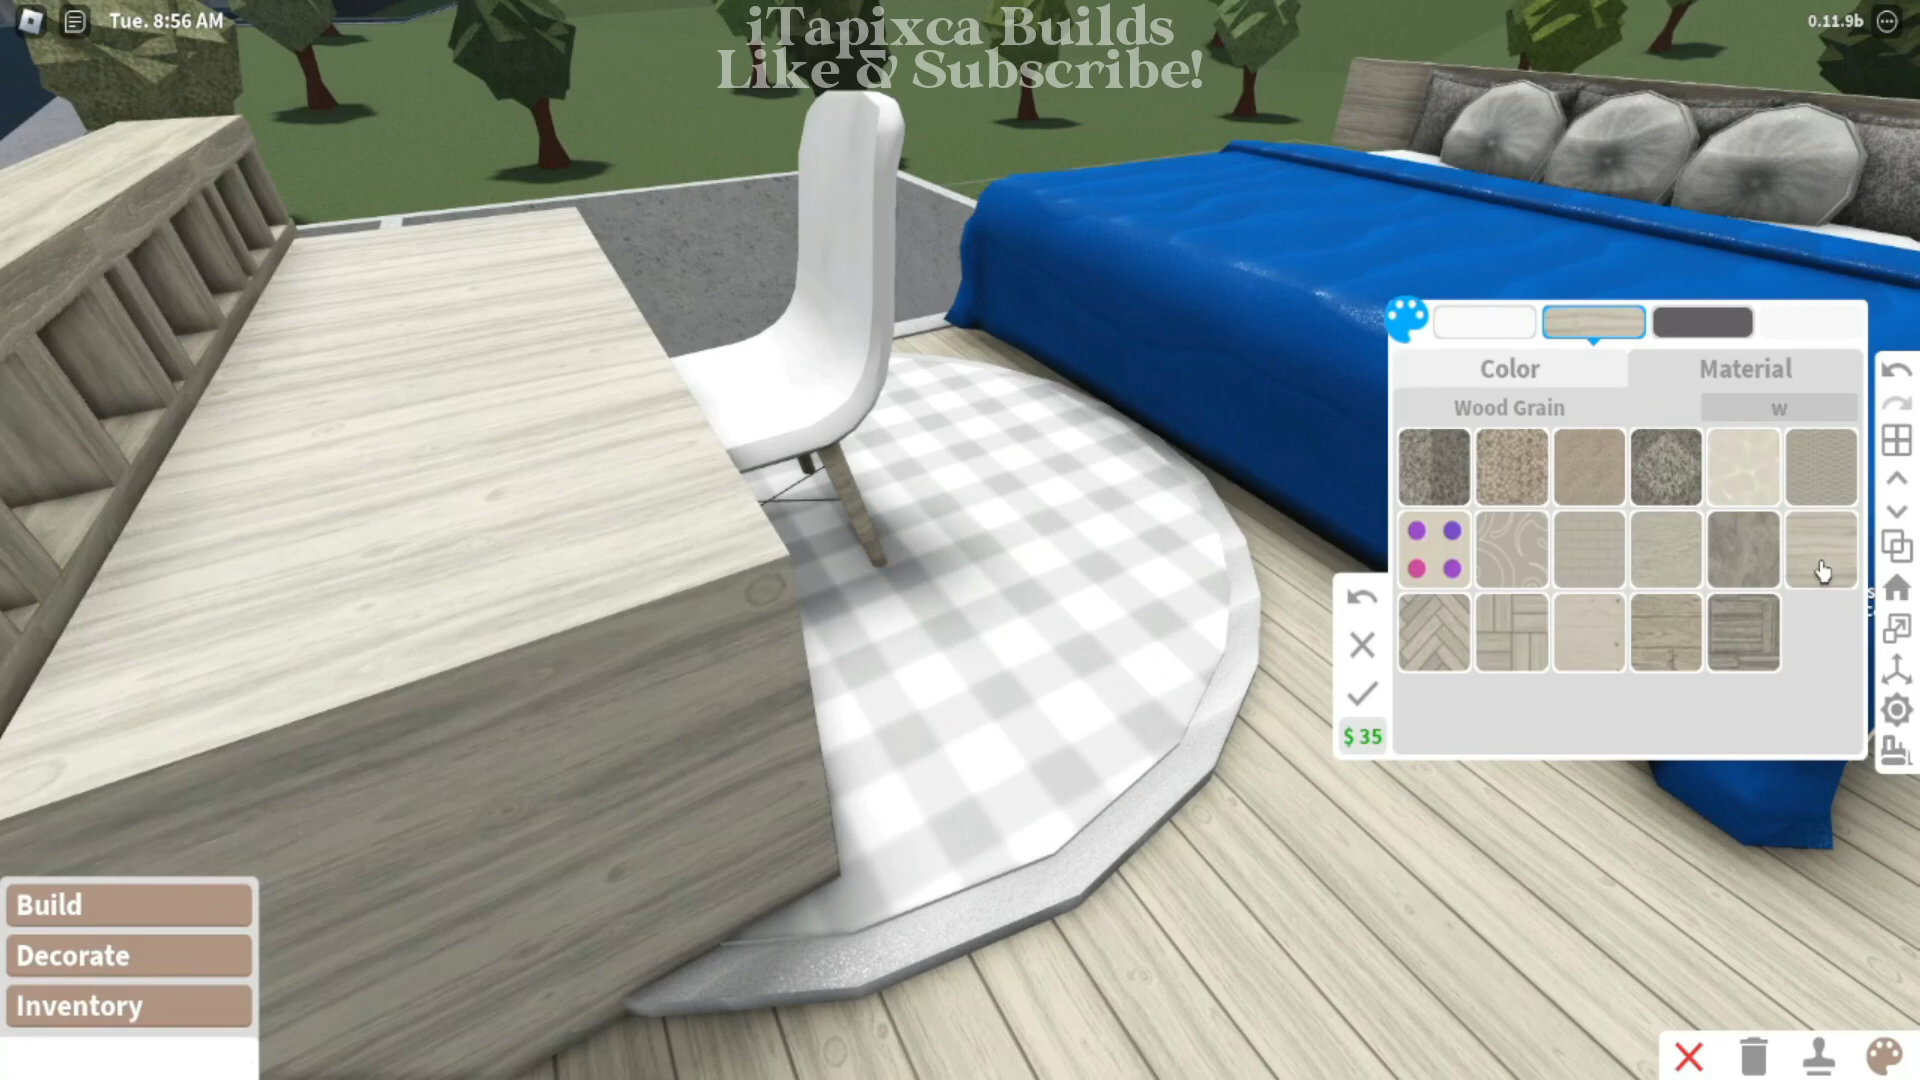 Tue. 8:56 AM
iTapixca Builds
Like & Subscribe!
0.11.9b
Color
Material
Wood Grain
w
$ 35
Build
Decorate
Inventory